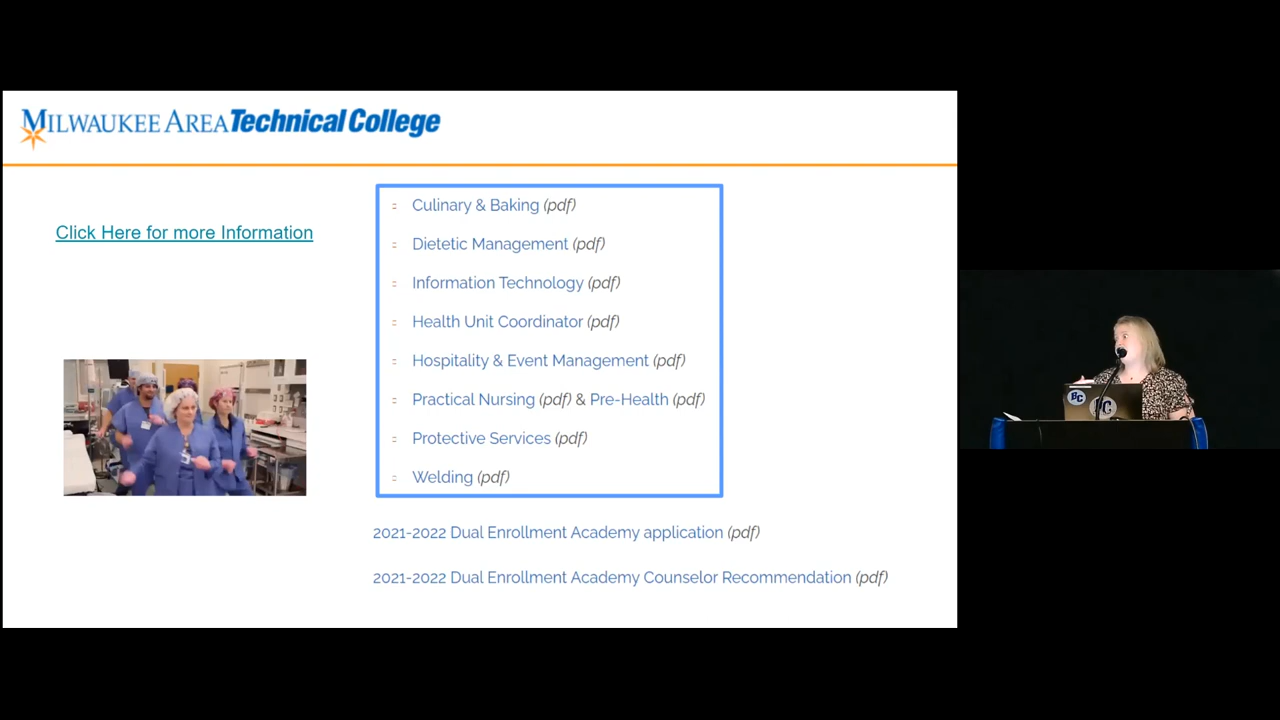 MILWAUKEE AREA Technical College
Click Here for more Information
Culinary & Baking (pdf)
Dietetic Management (pdf)
Information Technology (pdf)
Health Unit Coordinator (pdf)
Hospitality & Event Management (pdf)
Practical Nursing (pdf) & Pre-Health (pdf)
Protective Services (pdf)
Welding (pdf)
2021-2022 Dual Enrollment Academy application (pdf)
2021-2022 Dual Enrollment Academy Counselor Recommendation (pdf)
BC